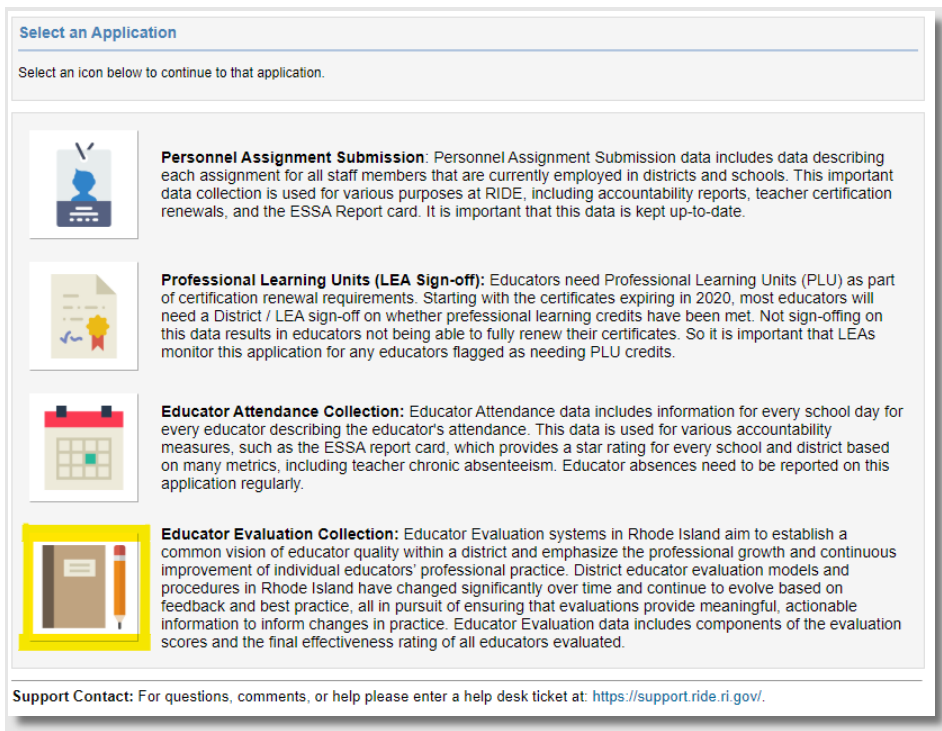 Select an Application
Select an icon below to continue to that application.
Personnel Assignment Submission: Personnel Assignment Submission data includes data describing
each assignment for all staff members that are currently employed in districts and schools. This important
data collection is used for various purposes at RIDE, including accountability reports, teacher certification
renewals, and the ESSA Report card. It is important that this data is kept up-to-date.
Professional Learning Units (LEA Sign-off): Educators need Professional Learning Units (PLU) as part
of certification renewal requirements. Starting with the certificates expiring in 2020, most educators will
need a District / LEA sign-off on whether prefessional learning credits have been met. Not sign-offing on
this data results in educators not being able to fully renew their certificates. So it is important that LEAs
monitor this application for any educators flagged as needing PLU credits.
Educator Attendance Collection: Educator Attendance data includes information for every school day for
every educator describing the educator's attendance. This data is used for various accountability
measures, such as the ESSA report card, which provides a star rating for every school and district based
on many metrics, including teacher chronic absenteeism. Educator absences need to be reported on this
application regularly.
Educator Evaluation Collection: Educator Evaluation systems in Rhode Island aim to establish a
common vision of educator quality within a district and emphasize the professional growth and continuous
improvement of individual educators' professional practice. District educator evaluation models and
procedures in Rhode Island have changed significantly over time and continue to evolve based on
feedback and best practice, all in pursuit of ensuring that evaluations provide meaningful, actionable
information to inform changes in practice. Educator Evaluation data includes components of the evaluation
scores and the final effectiveness rating of all educators evaluated.
Support Contact: For questions, comments, or help please enter a help desk ticket at: https://support.ride.ri.gov/.